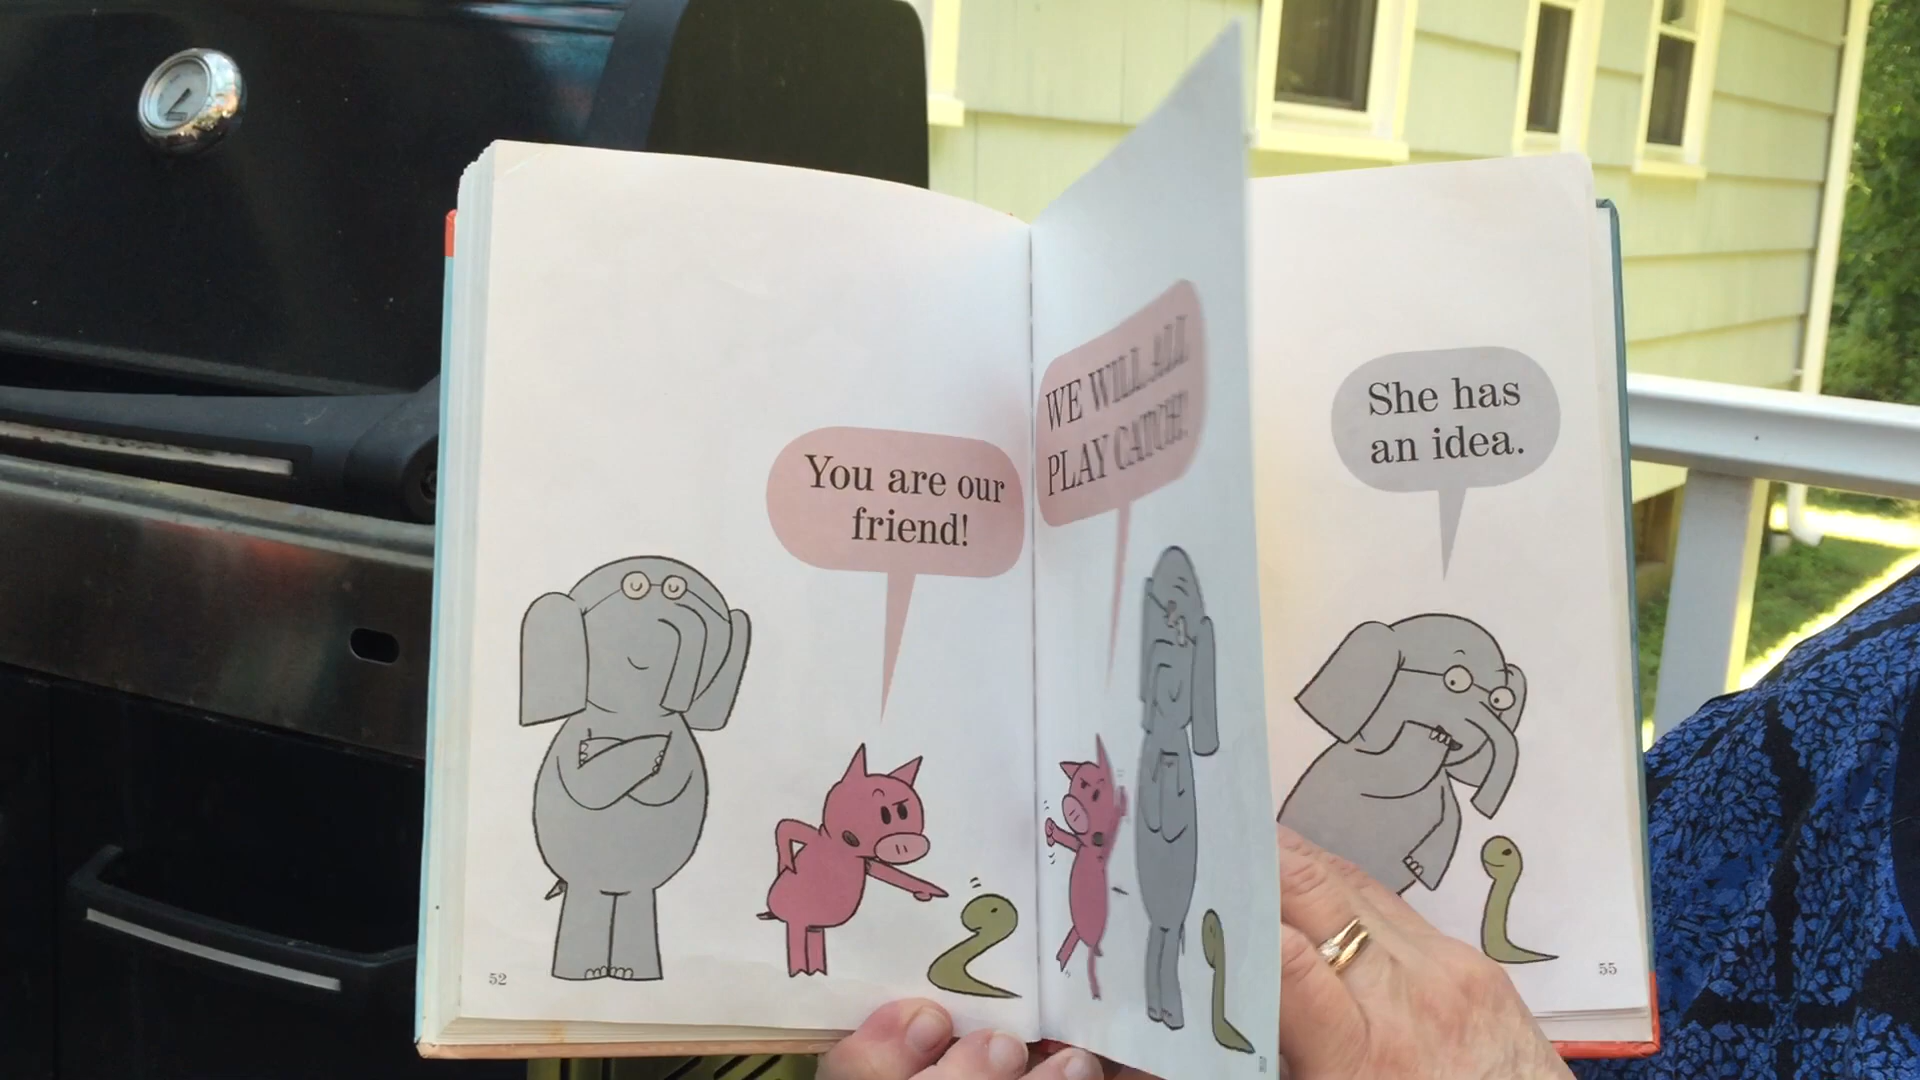 You are our
friend!
52
WE WILL ALL
PLAY CATCH!
She has
an idea.
55